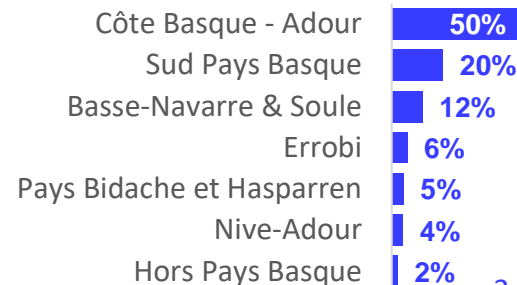 Côte Basque - Adour 50%
Sud Pays Basque 20%
Basse-Navarre & Soule 12%
Errobi 6%
Pays Bidache et Hasparren 5%
Nive-Adour 4%
Hors Pays Basque 2%